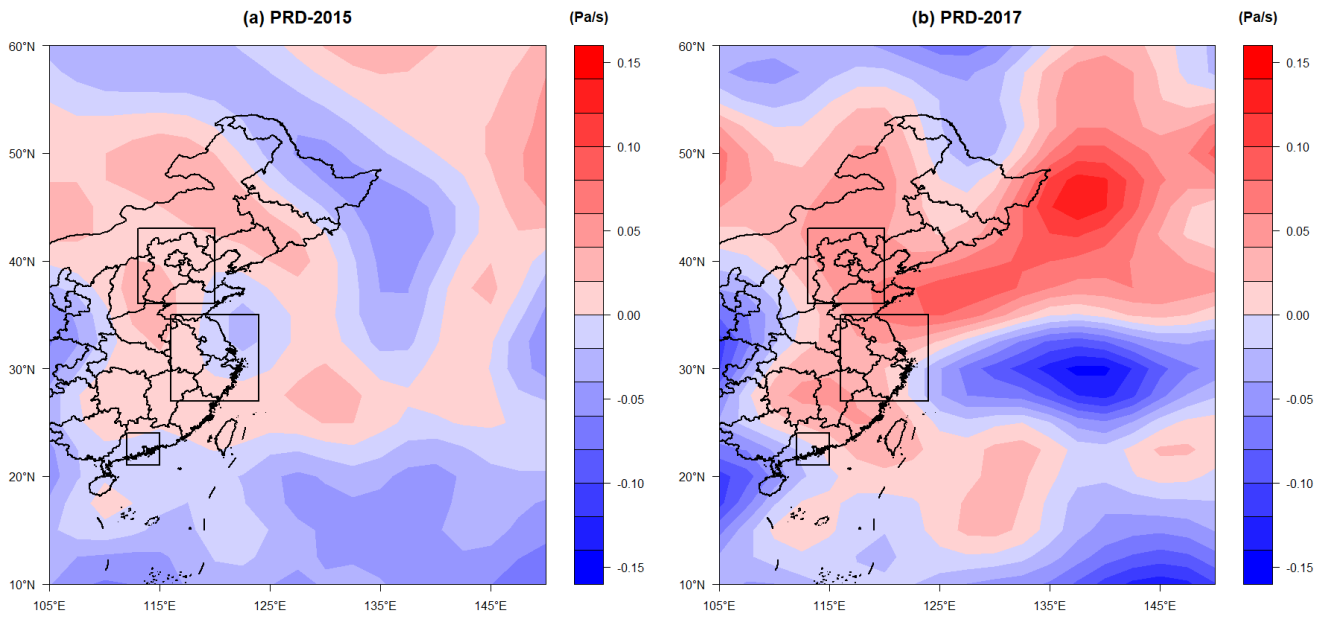 (a) PRD-2015
(Pa/s)
60°N
50°N
40°N
30°N
20°N
10°N
105°E
115°E
125°E
135°E
145°E
0.15
0.10
0.05
0.00
-0.05
-0.10
-0.15
(b) PRD-2017
(Pa/s)
60°N
50°N
40°N
30°N
20°N
10°N
105°E
115°E
125°E
135°E
145°E
0.15
0.10
0.05
0.00
-0.05
-0.10
-0.15